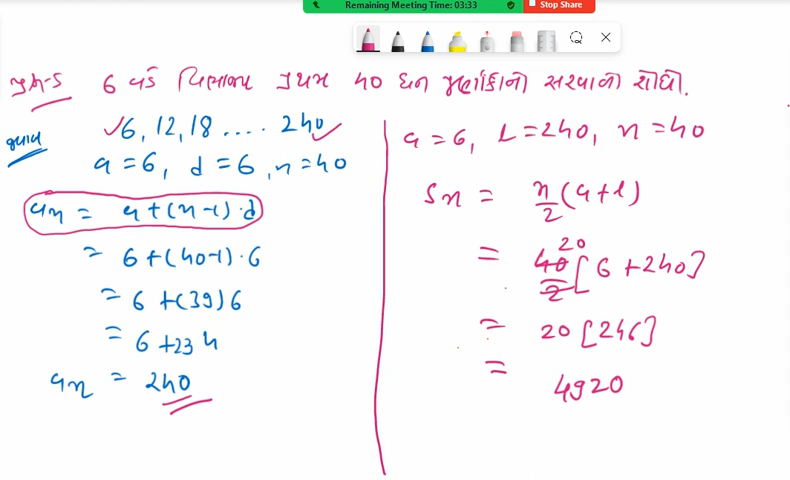 Remaining Meeting Time: 03:33 Stop Share
પ્રશ્ન-5 6 વડે વિભાજ્ય પ્રથમ 40 ધન પૂર્ણાંકોનો સરવાળો શોધો.
જવાબ 6, 12, 18 .... 240
a = 6, d = 6, n = 40
an = a + (n-1)·d
= 6 + (40-1)·6
= 6 + (39)6
= 6 + 234
an = 240
a = 6, L = 240, n = 40
Sn = n/2 (a+l)
= 40/2 [6 + 240] 20
= 20 [246]
= 4920